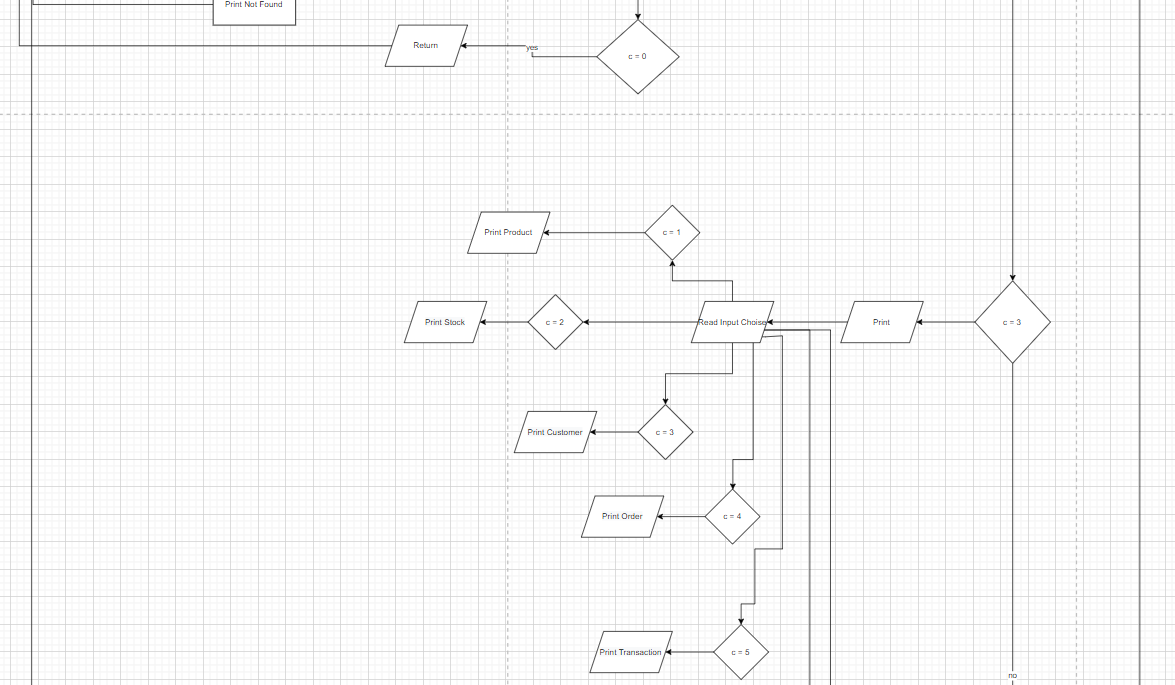 Print Not Found
Return
yes
c = 0
Print Product
c = 1
Print Stock
c = 2
Read Input Choise
Print
c = 3
Print Customer
c = 3
Print Order
c = 4
Print Transaction
c = 5
no